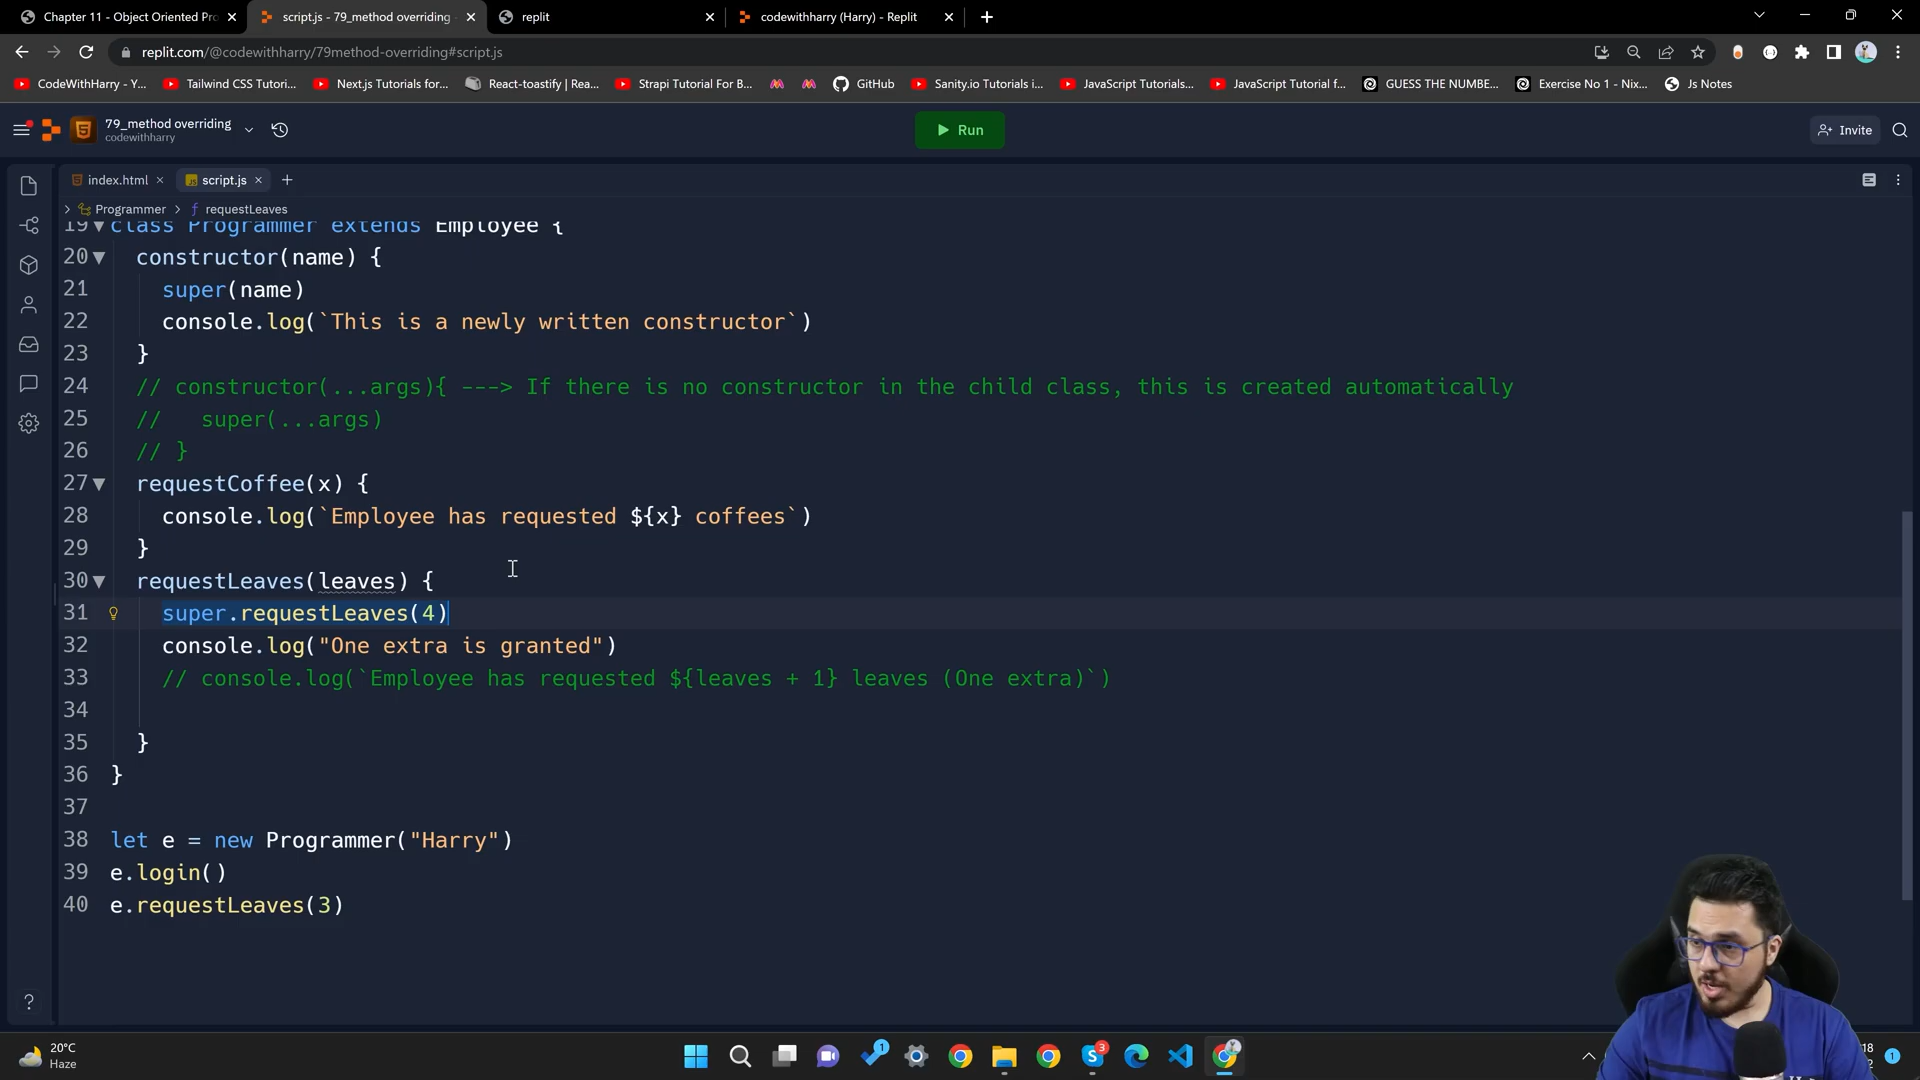 Chapter 11 - Object Oriented Pro
script.js - 79_method overriding
replit
codewithharry (Harry) - Replit
replit.com/@codewithharry/79method-overriding#script.js
CodeWithHarry - Y...
Tailwind CSS Tutori...
Next.js Tutorials for...
React-toastify | Rea...
Strapi Tutorial For B...
GitHub
Sanity.io Tutorials i...
JavaScript Tutorials...
JavaScript Tutorial f...
GUESS THE NUMBE...
Exercise No 1 - Nix...
Js Notes
79_method overriding
codewithharry
Run
Invite
index.html
script.js
Programmer > requestLeaves
19 class Programmer extends Employee {
20 constructor(name) {
21 super(name)
22 console.log(`This is a newly written constructor`)
23 }
24 // constructor(...args){ ---> If there is no constructor in the child class, this is created automatically
25 //   super(...args)
26 // }
27 requestCoffee(x) {
28 console.log(`Employee has requested ${x} coffees`)
29 }
30 requestLeaves(leaves) {
31 super.requestLeaves(4)
32 console.log("One extra is granted")
33 // console.log(`Employee has requested ${leaves + 1} leaves (One extra)`)
34
35 }
36 }
37
38 let e = new Programmer("Harry")
39 e.login()
40 e.requestLeaves(3)
20°C
Haze
1
3
18
2
1